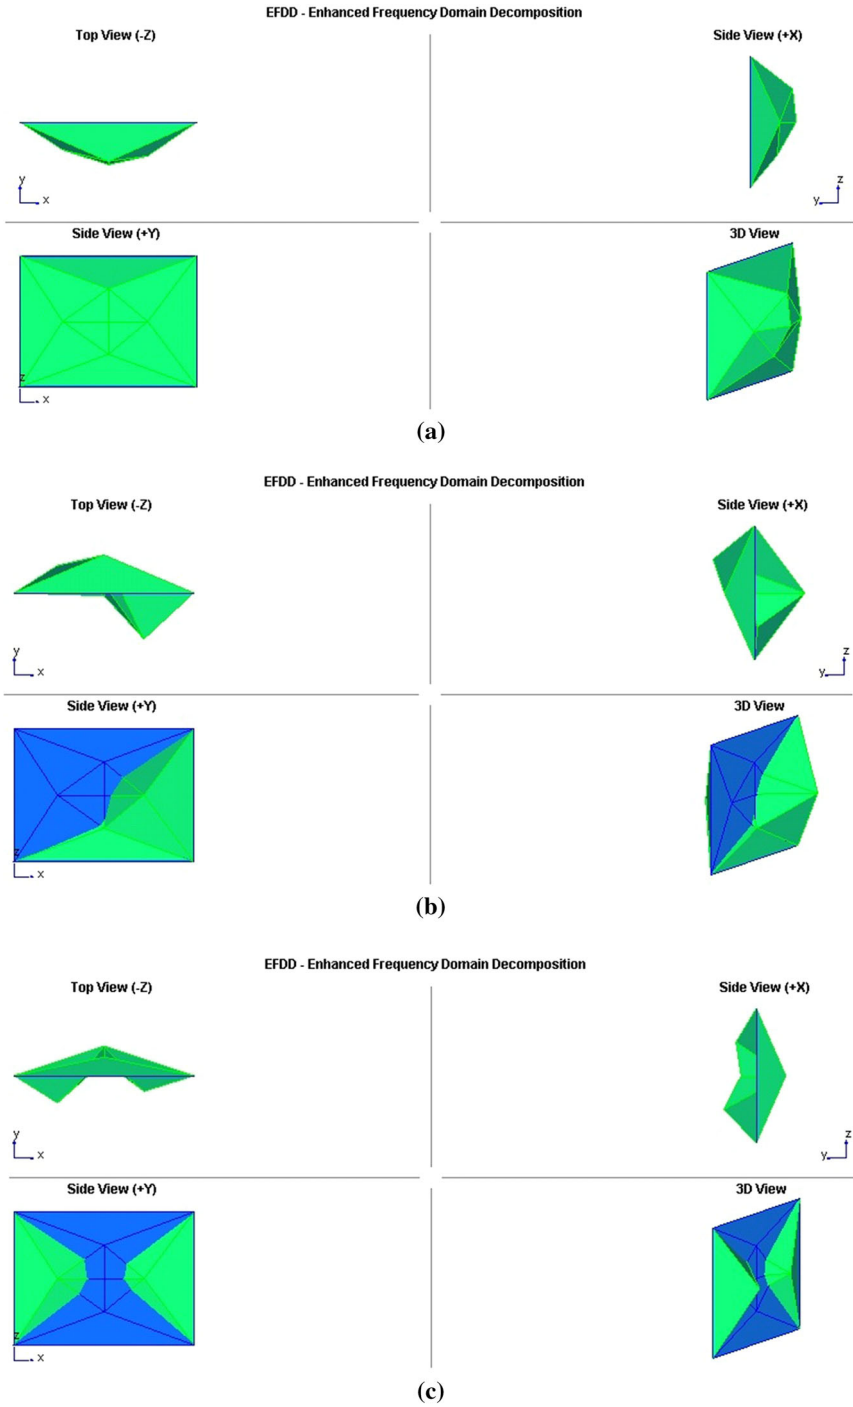 EFDD - Enhanced Frequency Domain Decomposition
Top View (-Z)
Side View (+X)
y
x
z
y
Side View (+Y)
3D View
z
x
(a)
EFDD - Enhanced Frequency Domain Decomposition
Top View (-Z)
Side View (+X)
y
x
z
y
Side View (+Y)
3D View
z
x
(b)
EFDD - Enhanced Frequency Domain Decomposition
Top View (-Z)
Side View (+X)
y
x
z
y
Side View (+Y)
3D View
z
x
(c)